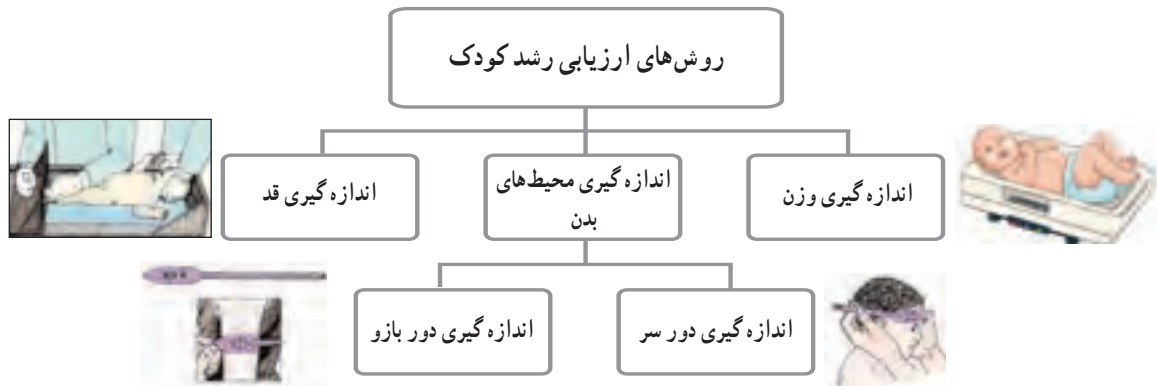 روش‌های ارزیابی رشد کودک
اندازه گیری وزن
اندازه گیری محیط‌های
بدن
اندازه گیری قد
اندازه گیری دور سر
اندازه گیری دور بازو